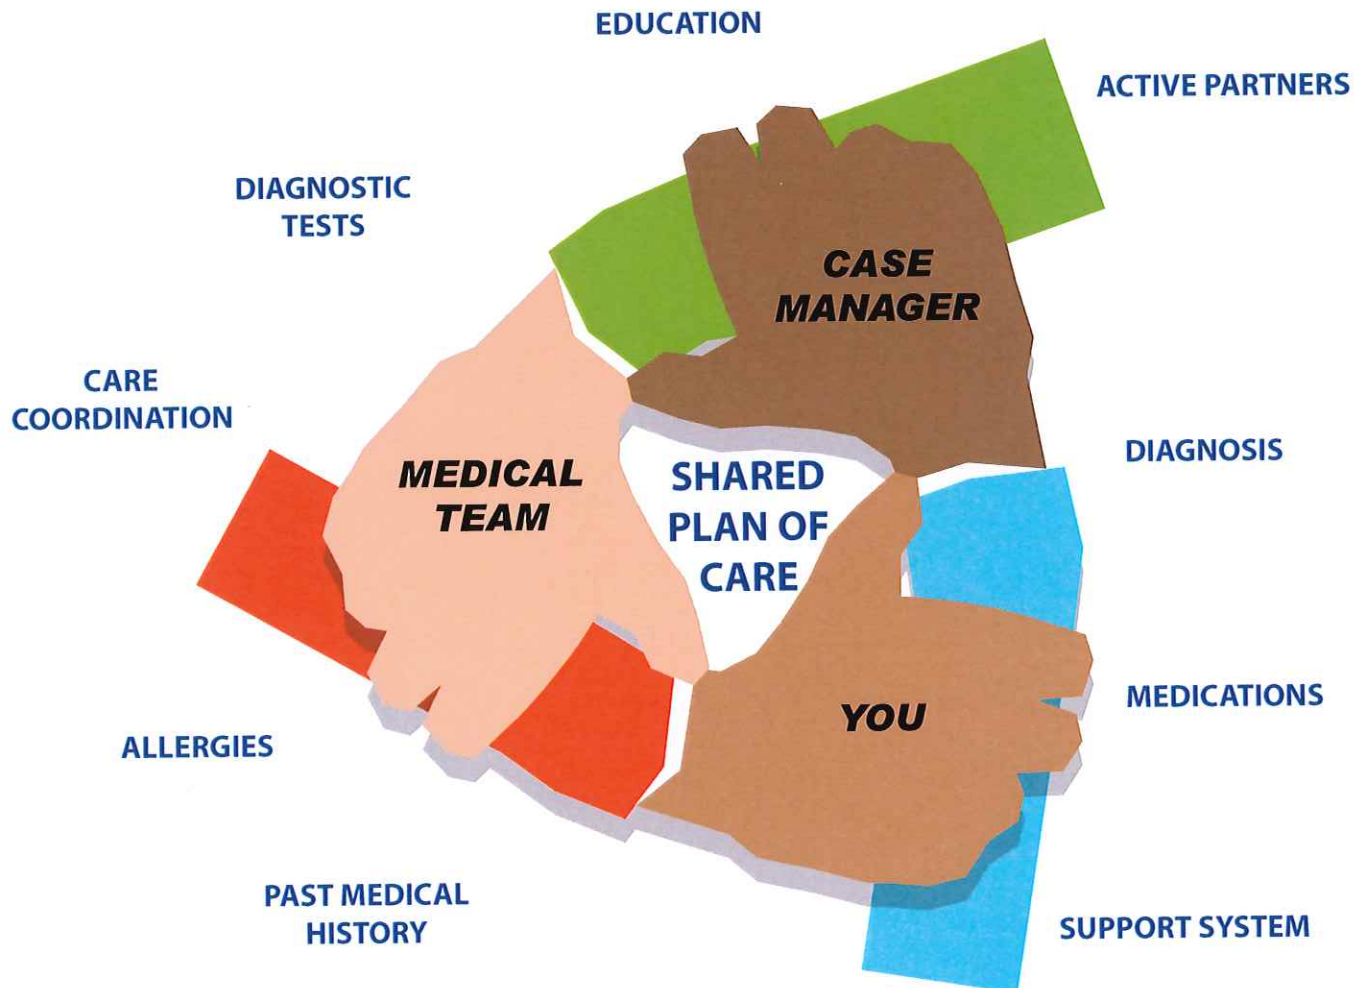 EDUCATION
ACTIVE PARTNERS
DIAGNOSTIC
TESTS
CASE
MANAGER
CARE
COORDINATION
MEDICAL
TEAM
SHARED
PLAN OF
CARE
DIAGNOSIS
YOU
MEDICATIONS
ALLERGIES
PAST MEDICAL
HISTORY
SUPPORT SYSTEM